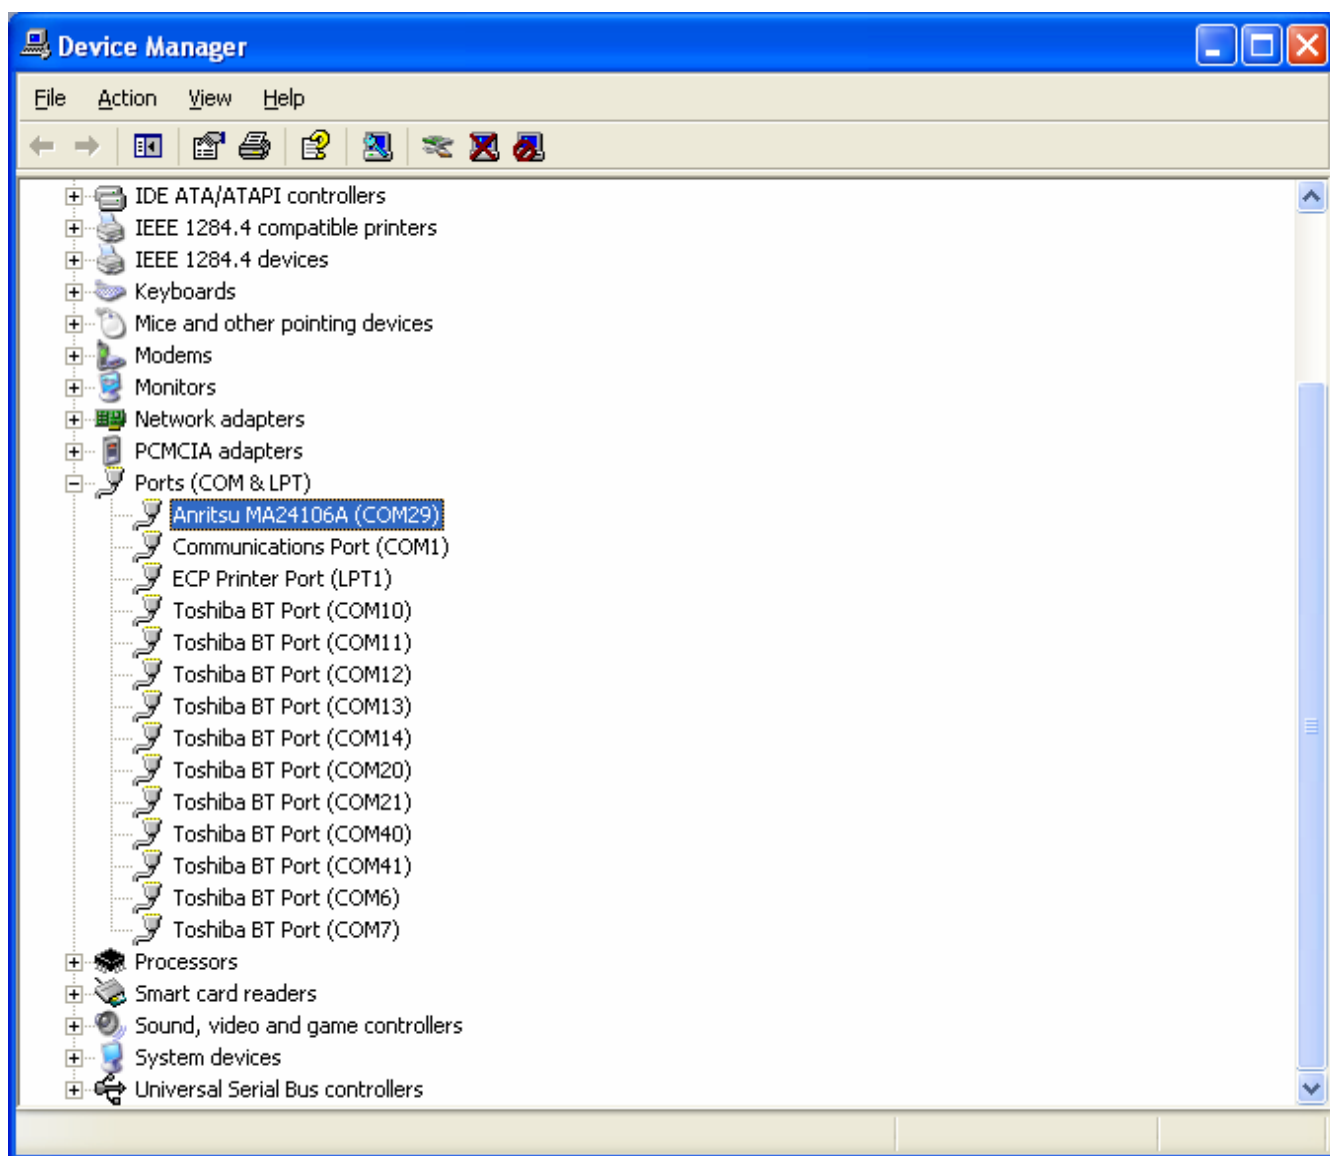 Device Manager
File Action View Help
IDE ATA/ATAPI controllers
IEEE 1284.4 compatible printers
IEEE 1284.4 devices
Keyboards
Mice and other pointing devices
Modems
Monitors
Network adapters
PCMCIA adapters
Ports (COM & LPT)
Anritsu MA24106A (COM29)
Communications Port (COM1)
ECP Printer Port (LPT1)
Toshiba BT Port (COM10)
Toshiba BT Port (COM11)
Toshiba BT Port (COM12)
Toshiba BT Port (COM13)
Toshiba BT Port (COM14)
Toshiba BT Port (COM20)
Toshiba BT Port (COM21)
Toshiba BT Port (COM40)
Toshiba BT Port (COM41)
Toshiba BT Port (COM6)
Toshiba BT Port (COM7)
Processors
Smart card readers
Sound, video and game controllers
System devices
Universal Serial Bus controllers